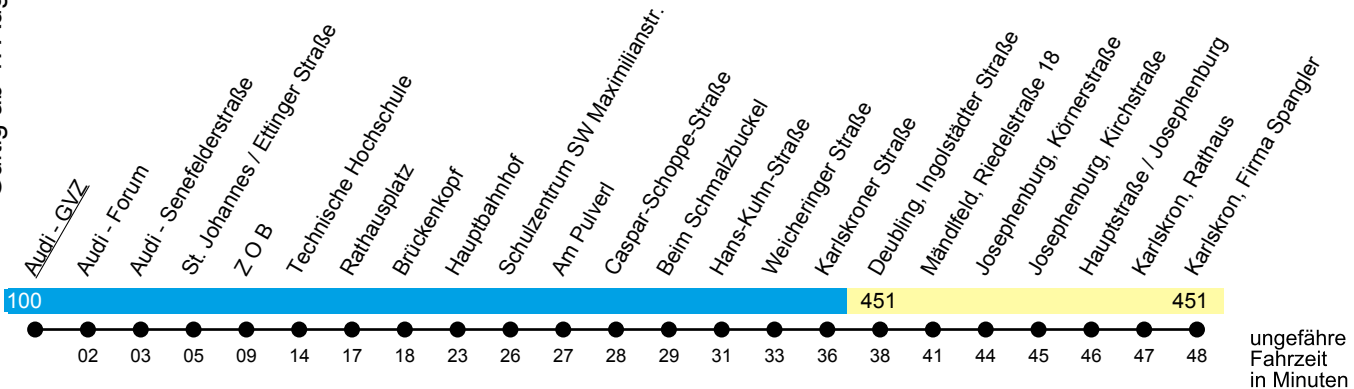 Audi - GVZ
Audi - Forum
Audi - Senefelderstraße
St. Johannes / Ettinger Straße
Z O B
Technische Hochschule
Rathausplatz
Brückenkopf
Hauptbahnhof
Schulzentrum SW Maximilianstr.
Am Pulverl
Caspar-Schoppe-Straße
Beim Schmalzbuckel
Hans-Kuhn-Straße
Weicheringer Straße
Karlskroner Straße
Deubling, Ingolstädter Straße
Mändlfeld, Riedelstraße 18
Josephenburg, Körnerstraße
Josephenburg, Kirchstraße
Hauptstraße / Josephenburg
Karlskron, Rathaus
Karlskron, Firma Spangler
100 451 451
02 03 05 09 14 17 18 23 26 27 28 29 31 33 36 38 41 44 45 46 47 48
ungefähre
Fahrzeit
in Minuten